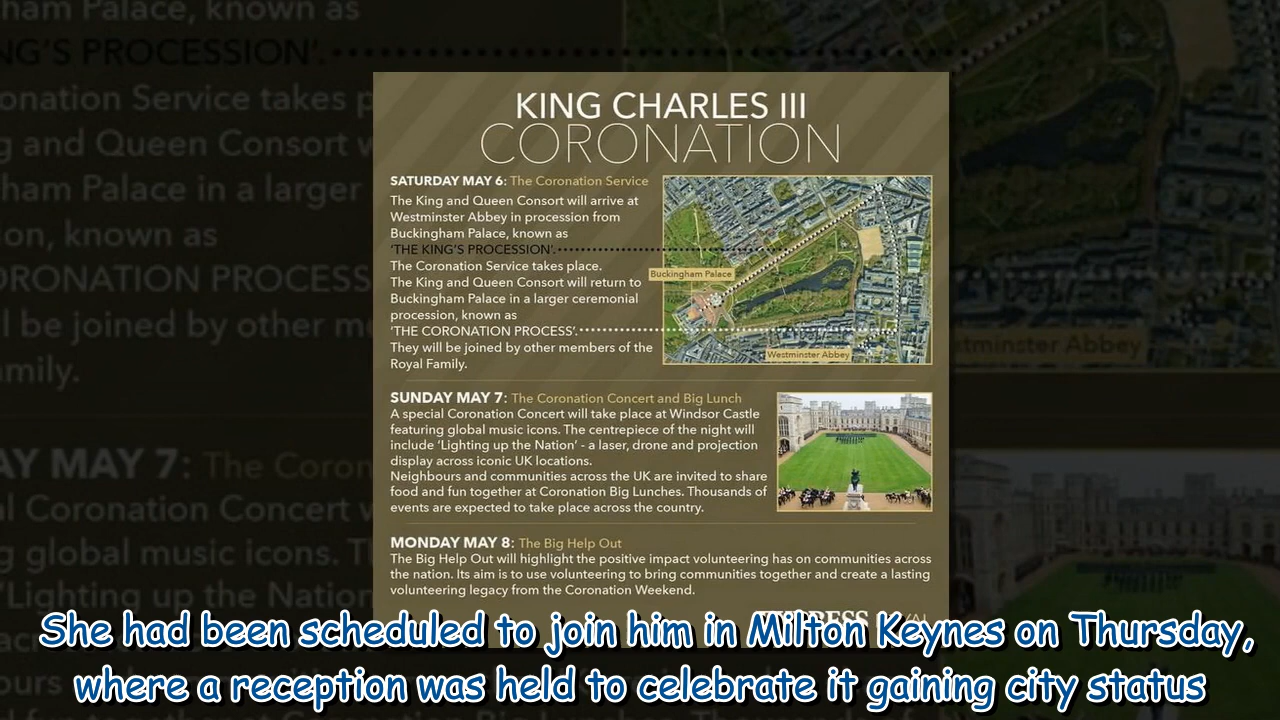 KING CHARLES III
CORONATION
SATURDAY MAY 6: The Coronation Service
The King and Queen Consort will arrive at
Westminster Abbey in procession from
Buckingham Palace, known as
‘THE KING’S PROCESSION’.
The Coronation Service takes place.
The King and Queen Consort will return to
Buckingham Palace in a larger ceremonial
procession, known as
‘THE CORONATION PROCESS’.
They will be joined by other members of the
Royal Family.
Buckingham Palace
Westminster Abbey
SUNDAY MAY 7: The Coronation Concert and Big Lunch
A special Coronation Concert will take place at Windsor Castle
featuring global music icons. The centrepiece of the night will
include ‘Lighting up the Nation’ - a laser, drone and projection
display across iconic UK locations.
Neighbours and communities across the UK are invited to share
food and fun together at Coronation Big Lunches. Thousands of
events are expected to take place across the country.
MONDAY MAY 8: The Big Help Out
The Big Help Out will highlight the positive impact volunteering has on communities across
the nation. Its aim is to use volunteering to bring communities together and create a lasting
volunteering legacy from the Coronation Weekend.
She had been scheduled to join him in Milton Keynes on Thursday,
where a reception was held to celebrate it gaining city status